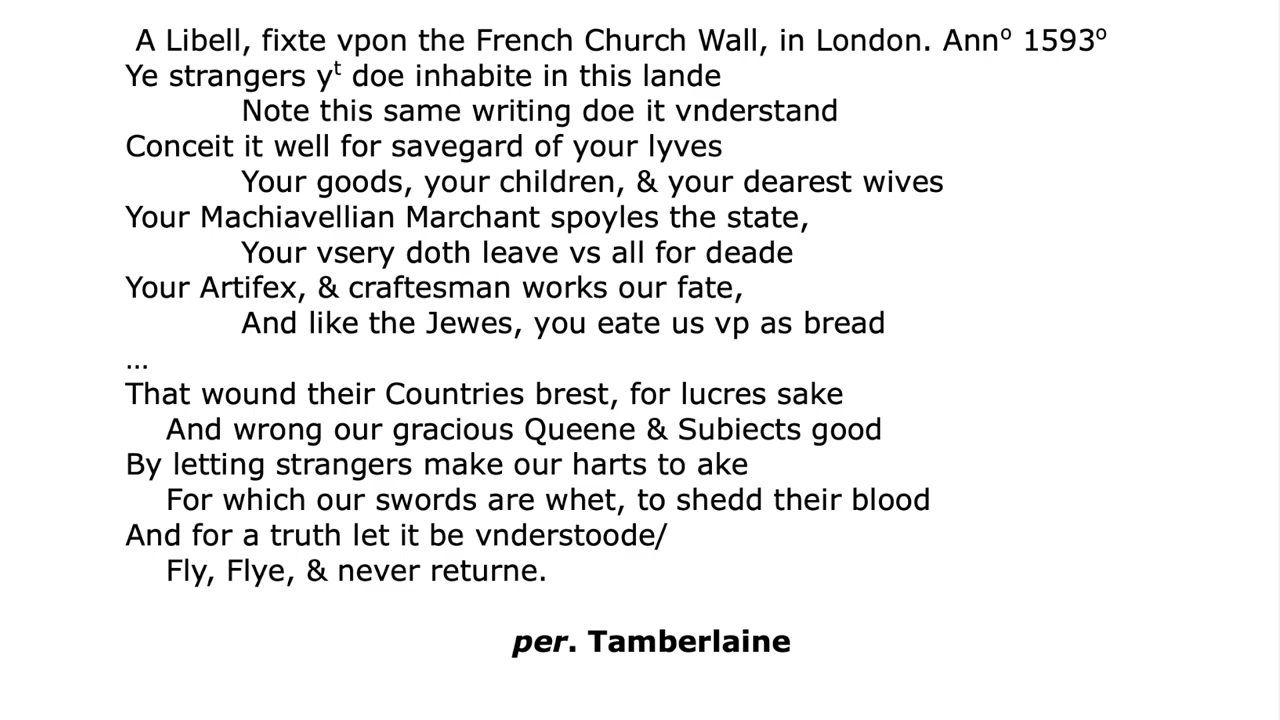 A Libell, fixte vpon the French Church Wall, in London. Annº 1593º
Ye strangers yᵗ doe inhabite in this lande
Note this same writing doe it vnderstand
Conceit it well for savegard of your lyves
Your goods, your children, & your dearest wives
Your Machiavellian Marchant spoyles the state,
Your vsery doth leave vs all for deade
Your Artifex, & craftesman works our fate,
And like the Jewes, you eate us vp as bread
...
That wound their Countries brest, for lucres sake
And wrong our gracious Queene & Subiects good
By letting strangers make our harts to ake
For which our swords are whet, to shedd their blood
And for a truth let it be vnderstoode/
Fly, Flye, & never returne.
per. Tamberlaine